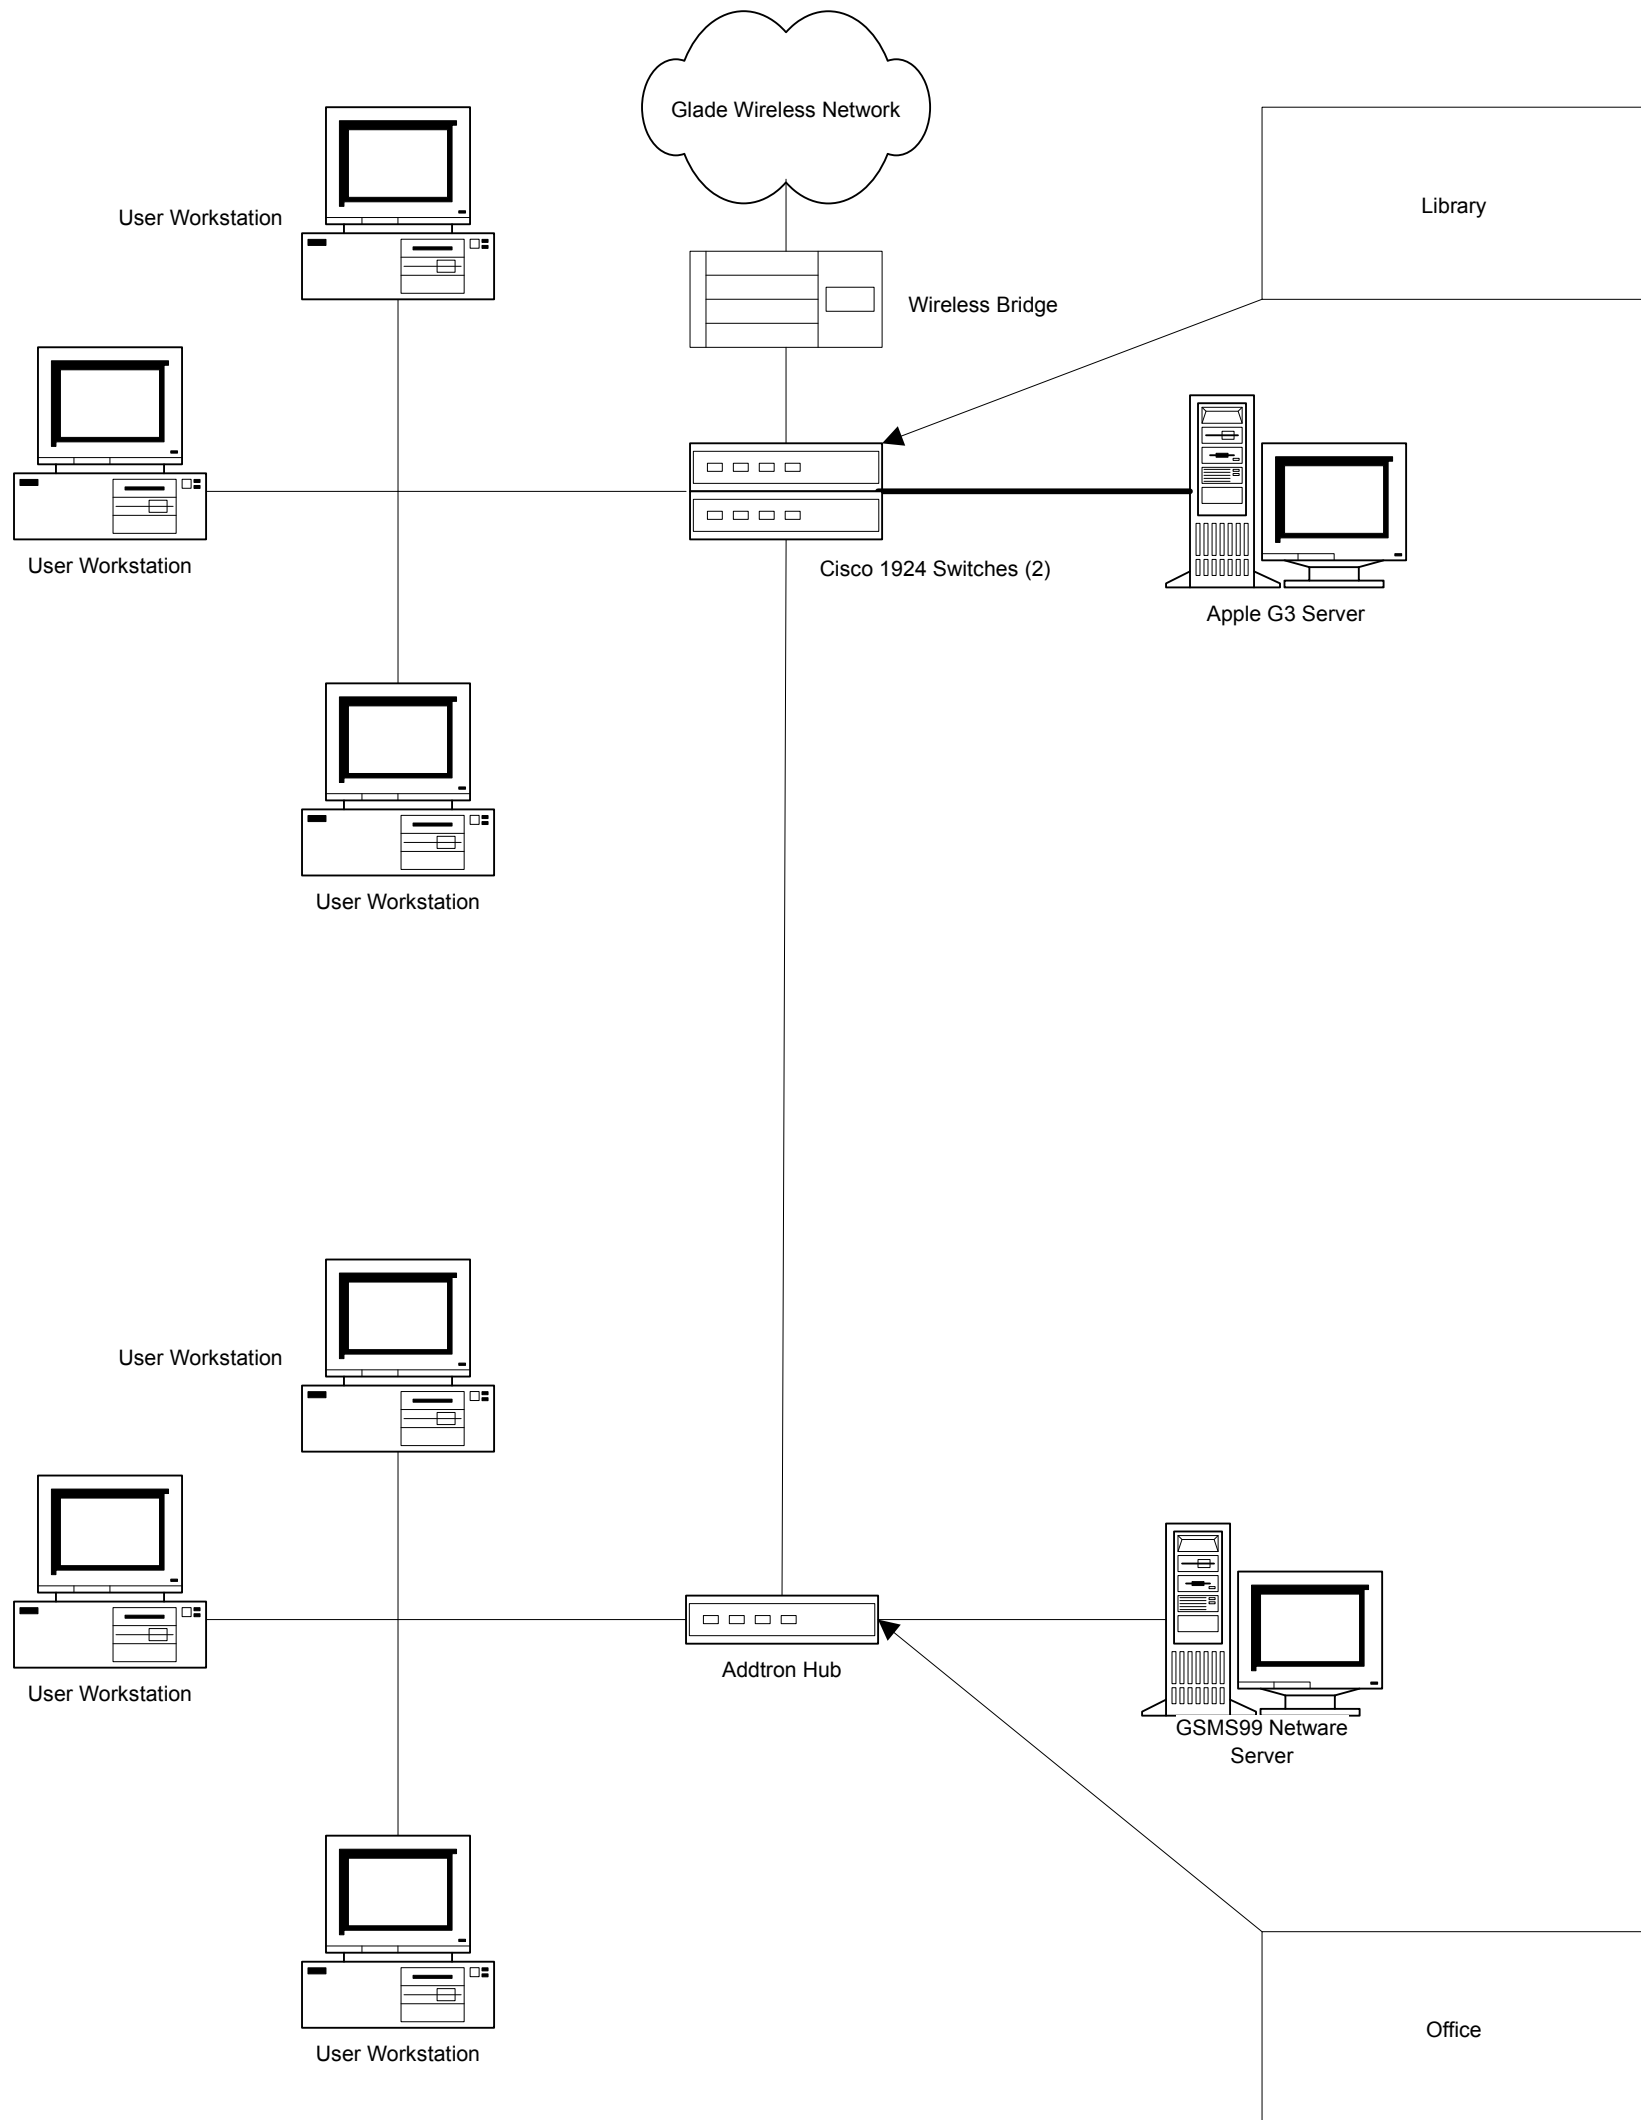 Glade Wireless Network
Library
User Workstation
Wireless Bridge
User Workstation
Cisco 1924 Switches (2)
Apple G3 Server
User Workstation
User Workstation
Addtron Hub
User Workstation
GSMS99 Netware
Server
Office
User Workstation